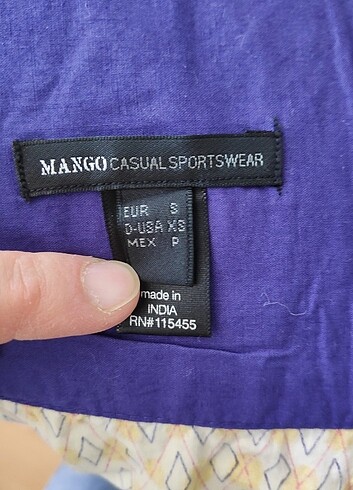 MANGO CASUAL SPORTSWEAR
EUR S
D-USA XS
MEX P
made in
INDIA
RN#115455